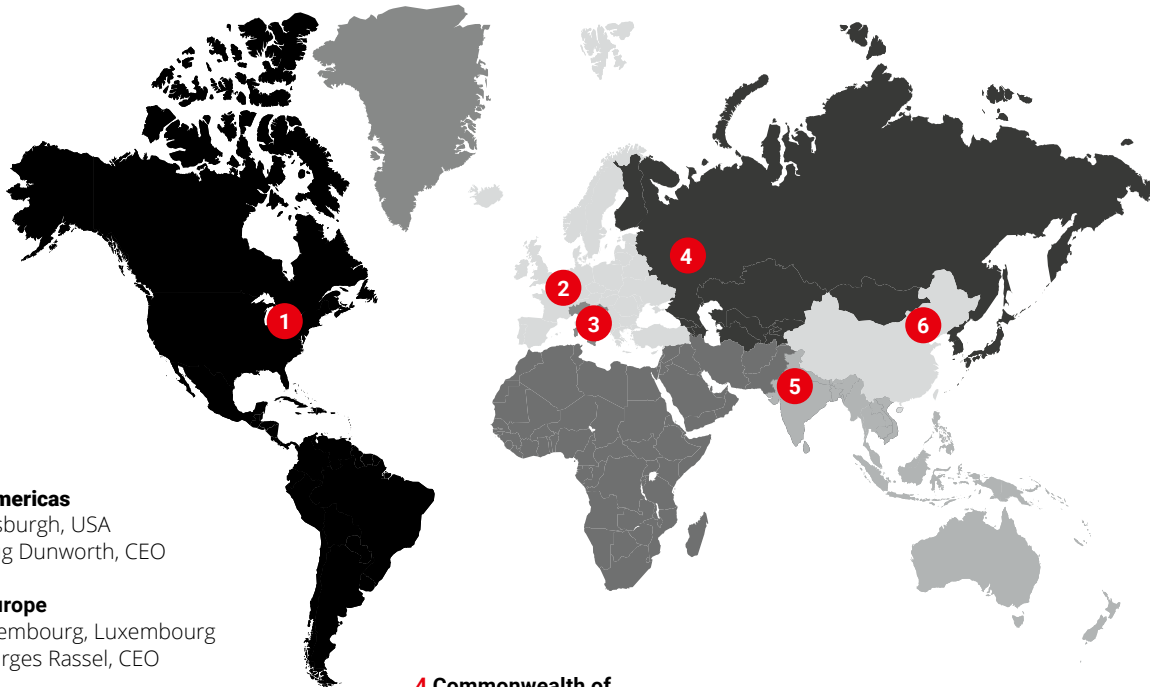 1
2
3
4
5
6
mericas
sburgh, USA
g Dunworth, CEO
urope
embourg, Luxembourg
rges Rassel, CEO
4 Commonwealth of